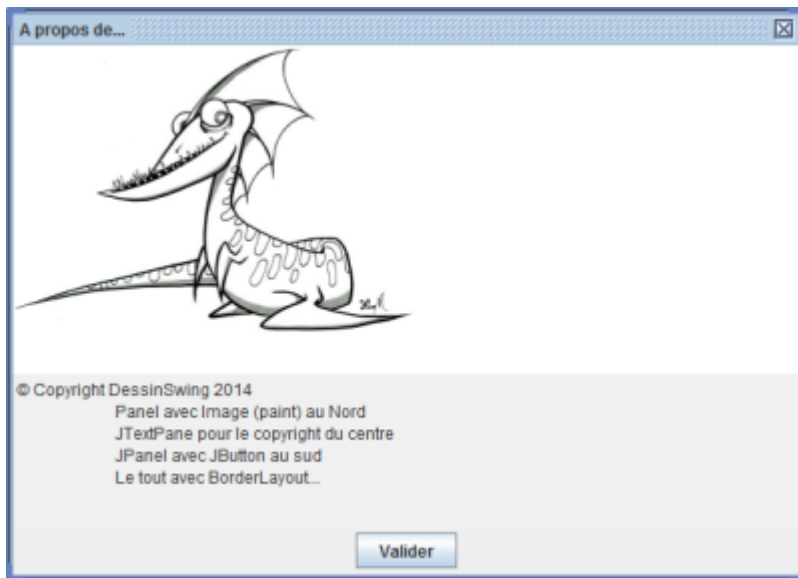 A propos de...
© Copyright DessinSwing 2014
Panel avec Image (paint) au Nord
JTextPane pour le copyright du centre
JPanel avec JButton au sud
Le tout avec BorderLayout...
Valider